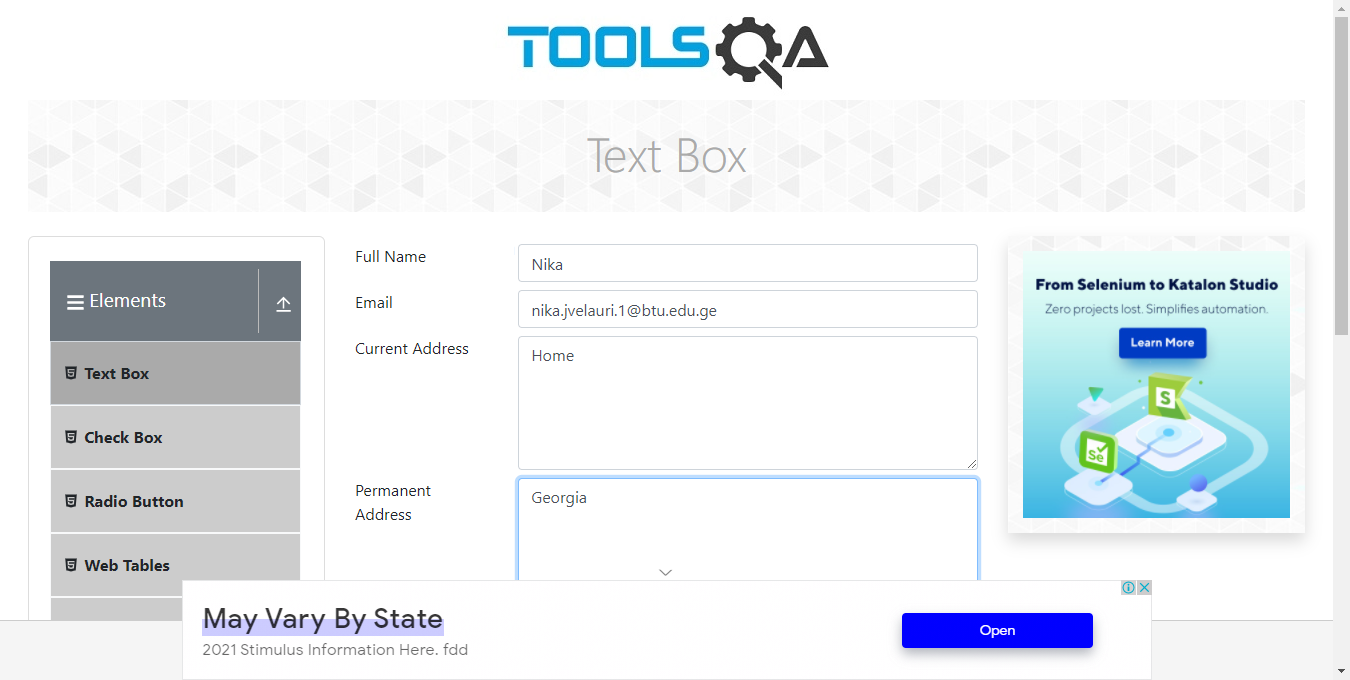 TOOLSQA
Text Box
Elements
Text Box
Check Box
Radio Button
Web Tables
Full Name
Nika
Email
nika.jvelauri.1@btu.edu.ge
Current Address
Home
Permanent
Address
Georgia
From Selenium to Katalon Studio
Zero projects lost. Simplifies automation.
Learn More
S
Se
May Vary By State
2021 Stimulus Information Here. fdd
Open